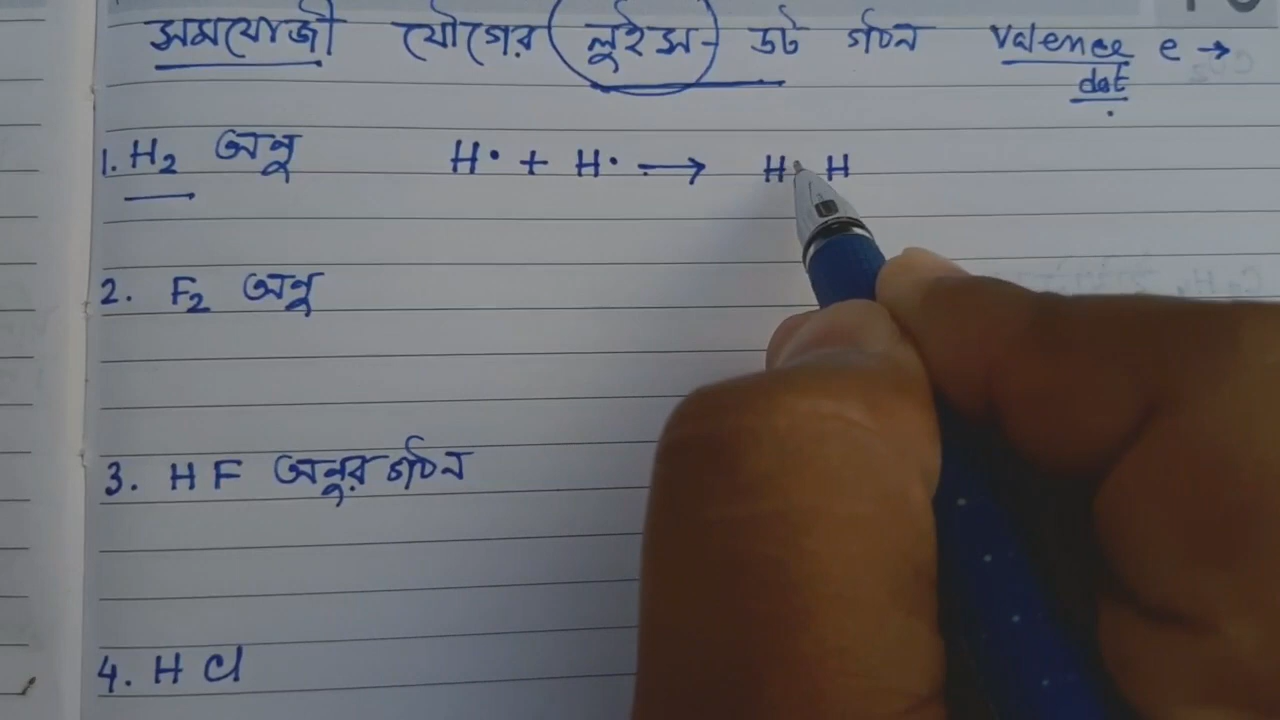 সমযোজী যৌগের লুইস- ডট গঠন Valence e →
dot
.
1. H₂ অনু H• + H• → H H
2. F₂ অনু
3. HF অনুর গঠন
4. H Cl